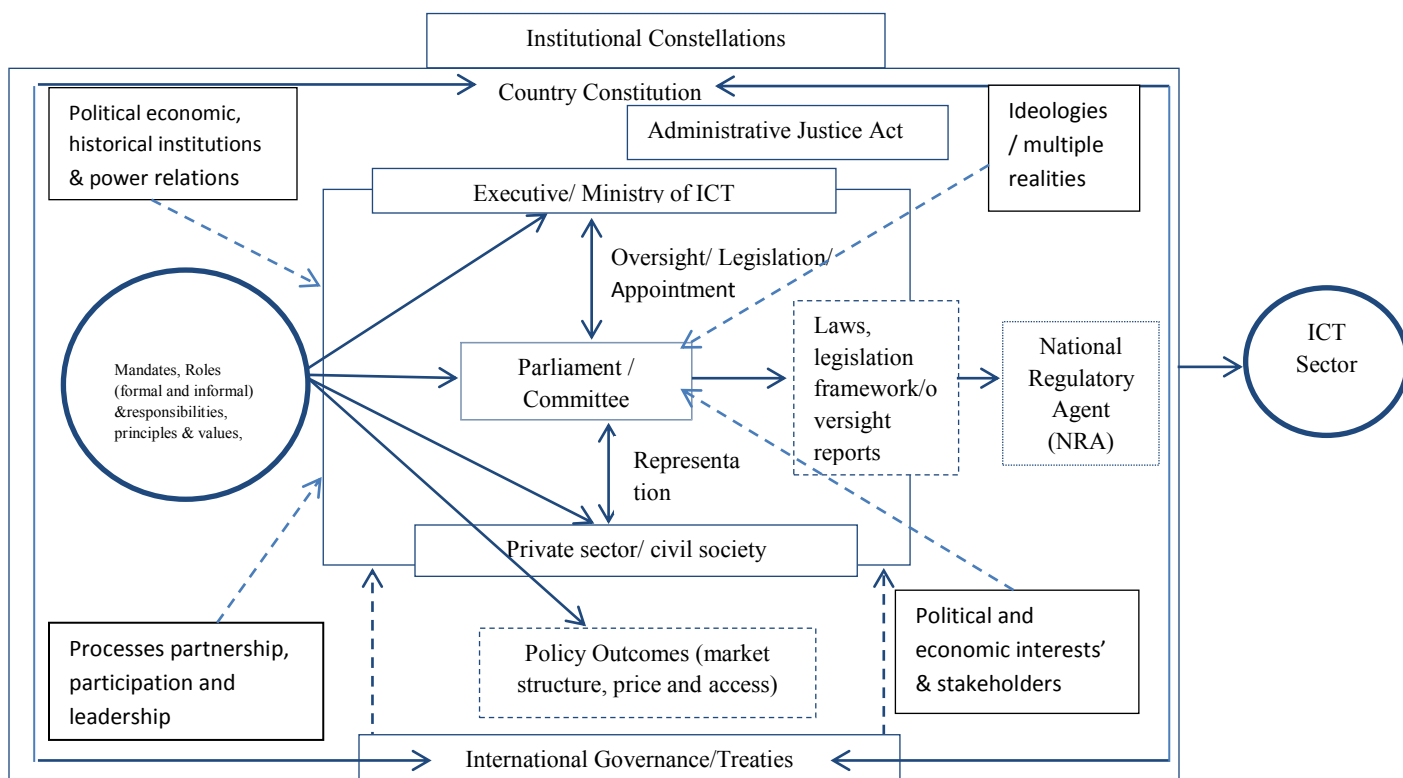 Institutional Constellations
Country Constitution
Political economic,
historical institutions
& power relations
Administrative Justice Act
Ideologies
/ multiple
realities
Executive/ Ministry of ICT
Oversight/ Legislation/
Appointment
Mandates, Roles
(formal and informal)
&responsibilities,
principles & values,
Parliament /
Committee
Laws,
legislation
framework/o
versight
reports
National
Regulatory
Agent
(NRA)
ICT
Sector
Representa
tion
Private sector/ civil society
Processes partnership,
participation and
leadership
Policy Outcomes (market
structure, price and access)
Political and
economic interests’
& stakeholders
International Governance/Treaties